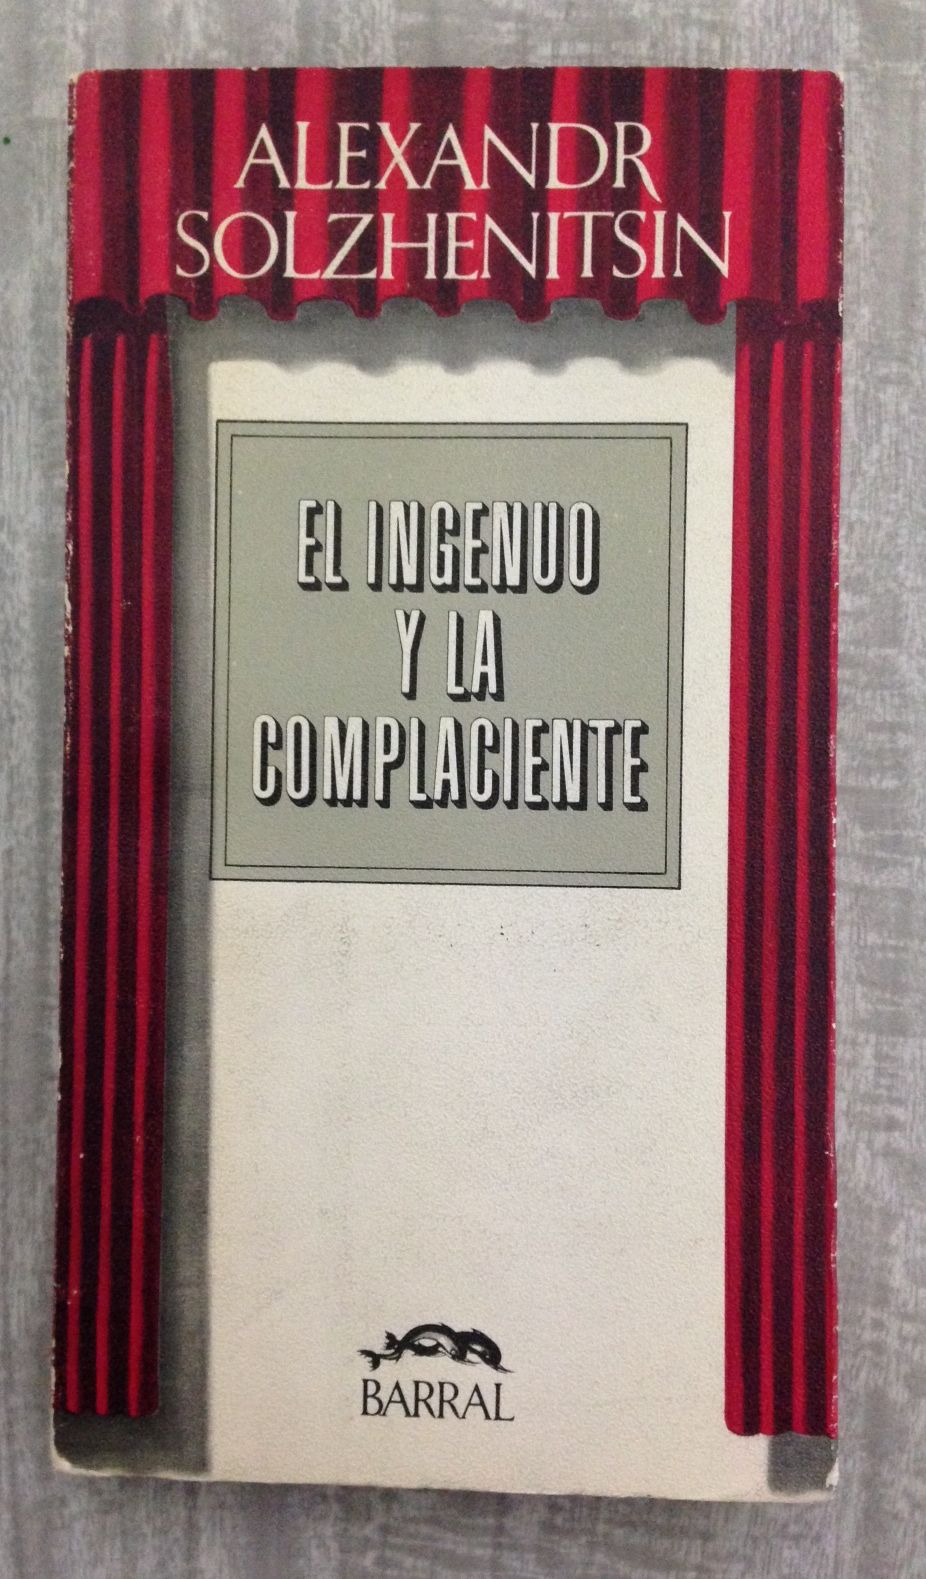 ALEXANDR
SOLZHENITSIN
EL INGENUO
Y LA
COMPLACIENTE
BARRAL